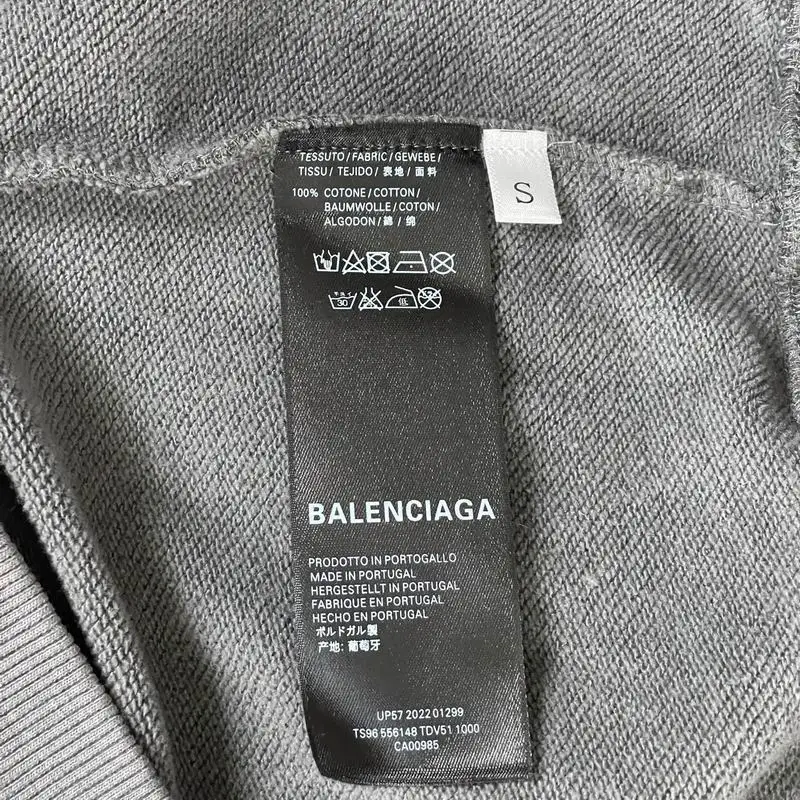 TESSUTO / FABRIC / GEWEBE /
TISSU / TEJIDO / 表地 / 面料
100% COTONE / COTTON /
BAUMWOLLE / COTON /
ALGODON / 綿 / 绵
S
30
低
BALENCIAGA
PRODOTTO IN PORTOGALLO
MADE IN PORTUGAL
HERGESTELLT IN PORTUGAL
FABRIQUE EN PORTUGAL
HECHO EN PORTUGAL
ポルトガル製
产地: 葡萄牙
UP57 2022 01299
TS96 556148 TDV51 1000
CA00985